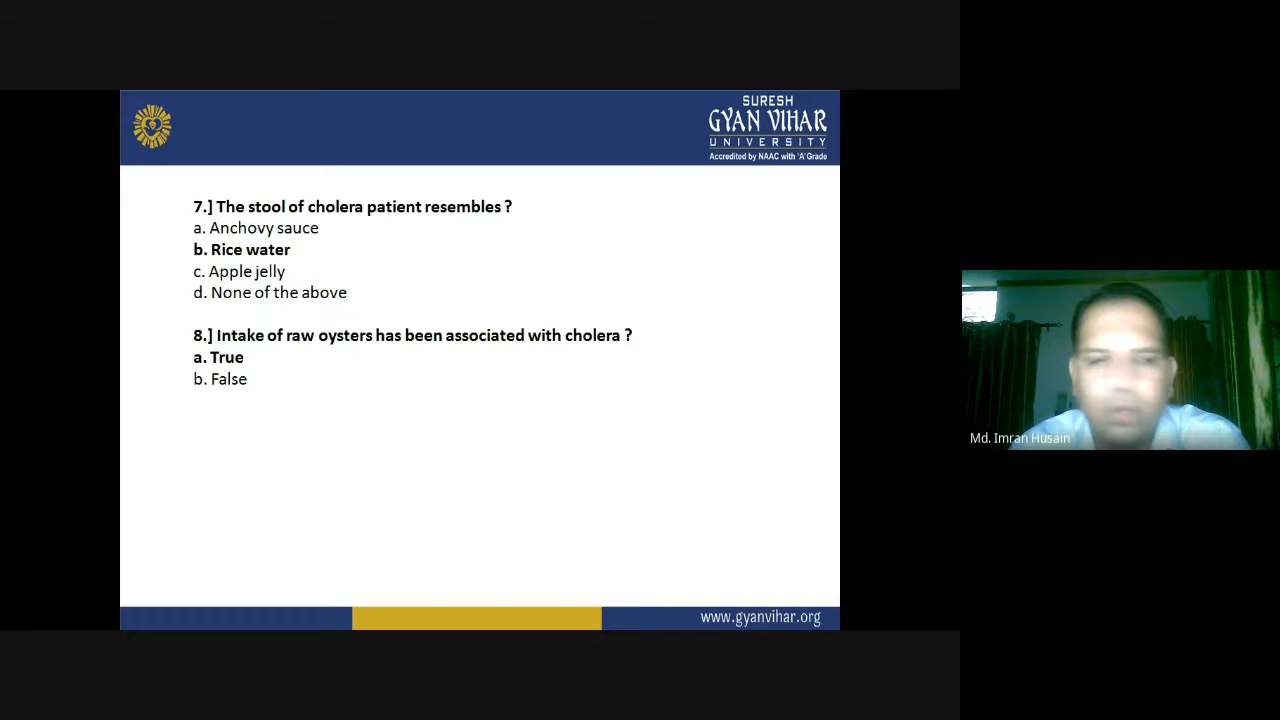 SURESH
GYAN VIHAR
UNIVERSITY
Accredited by NAAC with 'A' Grade
7.] The stool of cholera patient resembles ?
a. Anchovy sauce
b. Rice water
c. Apple jelly
d. None of the above
8.] Intake of raw oysters has been associated with cholera ?
a. True
b. False
Md. Imran Husain
www.gyanvihar.org